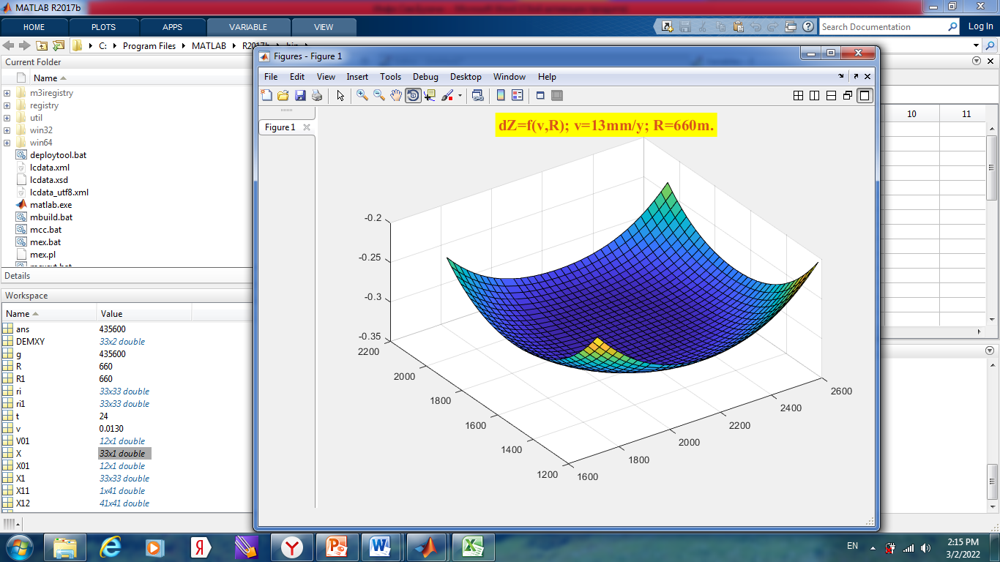 MATLAB R2017b
HOME PLOTS APPS VARIABLE VIEW
Search Documentation
Log In
C: Program Files MATLAB R2017b bin
Current Folder
Name
m3iregistry
registry
util
win32
win64
deploytool.bat
lcdata.xml
lcdata.xsd
lcdata_utf8.xml
matlab.exe
mbuild.bat
mcc.bat
mex.bat
mex.pl
Details
Workspace
Name Value
ans 435600
DEMXY 33x2 double
g 435600
R 660
R1 660
ri 33x33 double
ri1 33x33 double
t 24
v 0.0130
V01 12x1 double
X 33x1 double
X01 12x1 double
X1 33x33 double
X11 1x41 double
X12 41x41 double
Figures - Figure 1
File Edit View Insert Tools Debug Desktop Window Help
Figure 1
dZ=f(v,R); v=13mm/y; R=660m.
-0.2
-0.25
-0.3
-0.35
2200
2000
1800
1600
1400
1200
1600
1800
2000
2200
2400
2600
10 11
EN
2:15 PM
3/2/2022